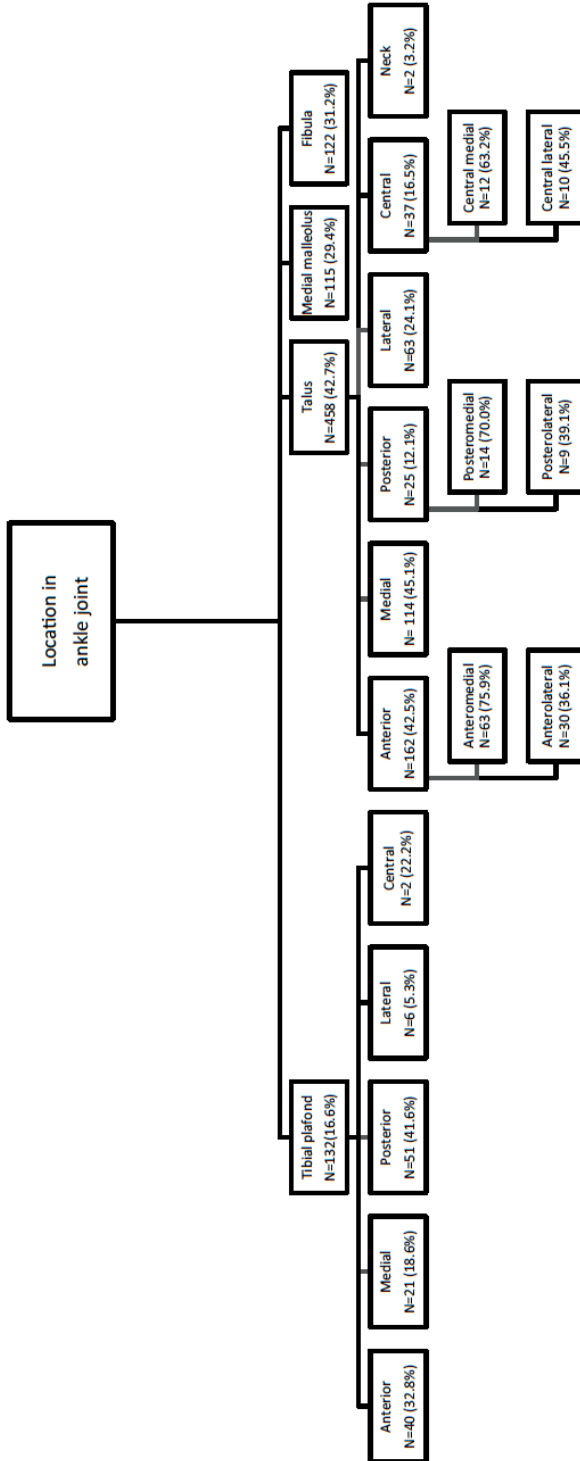 Location in
ankle joint
Tibial plafond
N=132(16.6%)
Talus
N=458 (42.7%)
Medial malleolus
N=115 (29.4%)
Fibula
N=122 (31.2%)
Anterior
N=40 (32.8%)
Medial
N=21 (18.6%)
Posterior
N=51 (41.6%)
Lateral
N=6 (5.3%)
Central
N=2 (22.2%)
Anterior
N=162 (42.5%)
Medial
N= 114 (45.1%)
Posterior
N=25 (12.1%)
Lateral
N=63 (24.1%)
Central
N=37 (16.5%)
Neck
N=2 (3.2%)
Anteromedial
N=63 (75.9%)
Posteromedial
N=14 (70.0%)
Central medial
N=12 (63.2%)
Anterolateral
N=30 (36.1%)
Posterolateral
N=9 (39.1%)
Central lateral
N=10 (45.5%)